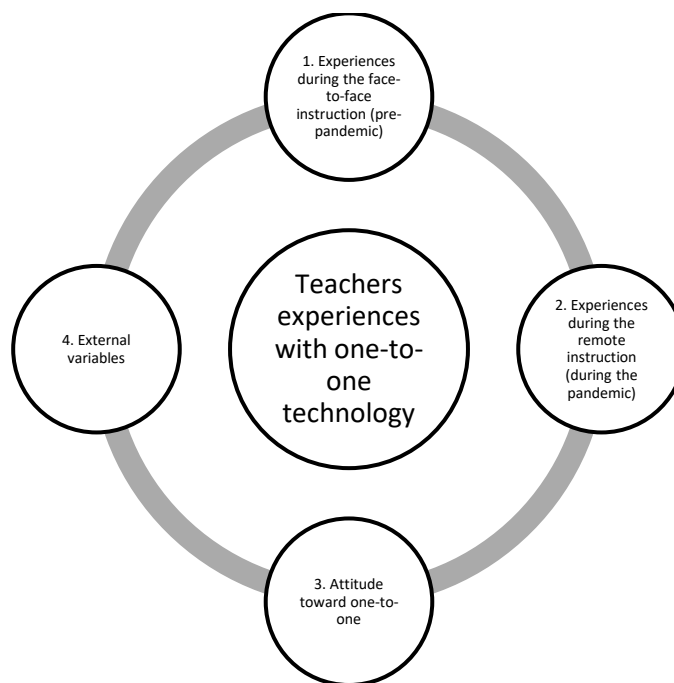 1. Experiences
during the face-
to-face
instruction (pre-
pandemic)
Teachers
experiences
with one-to-
one
technology
2. Experiences
during the
remote
instruction
(during the
pandemic)
4. External
variables
3. Attitude
toward one-to-
one